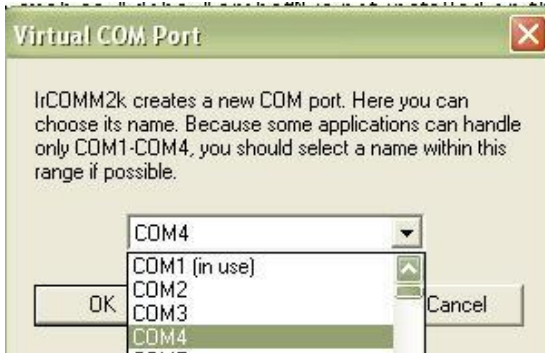 Virtual COM Port
IrCOMM2k creates a new COM port. Here you can
choose its name. Because some applications can handle
only COM1-COM4, you should select a name within this
range if possible.
COM4
COM1 (in use)
COM2
COM3
COM4
OK
Cancel